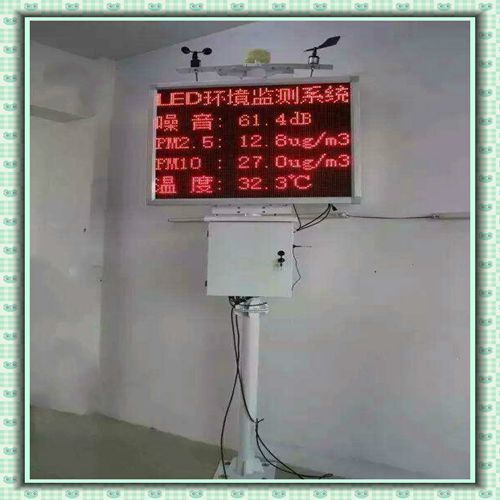 LED环境监测系统
噪 音: 61.4dB
PM2.5: 12.8ug/m3
PM10 : 27.0ug/m3
温 度: 32.3℃